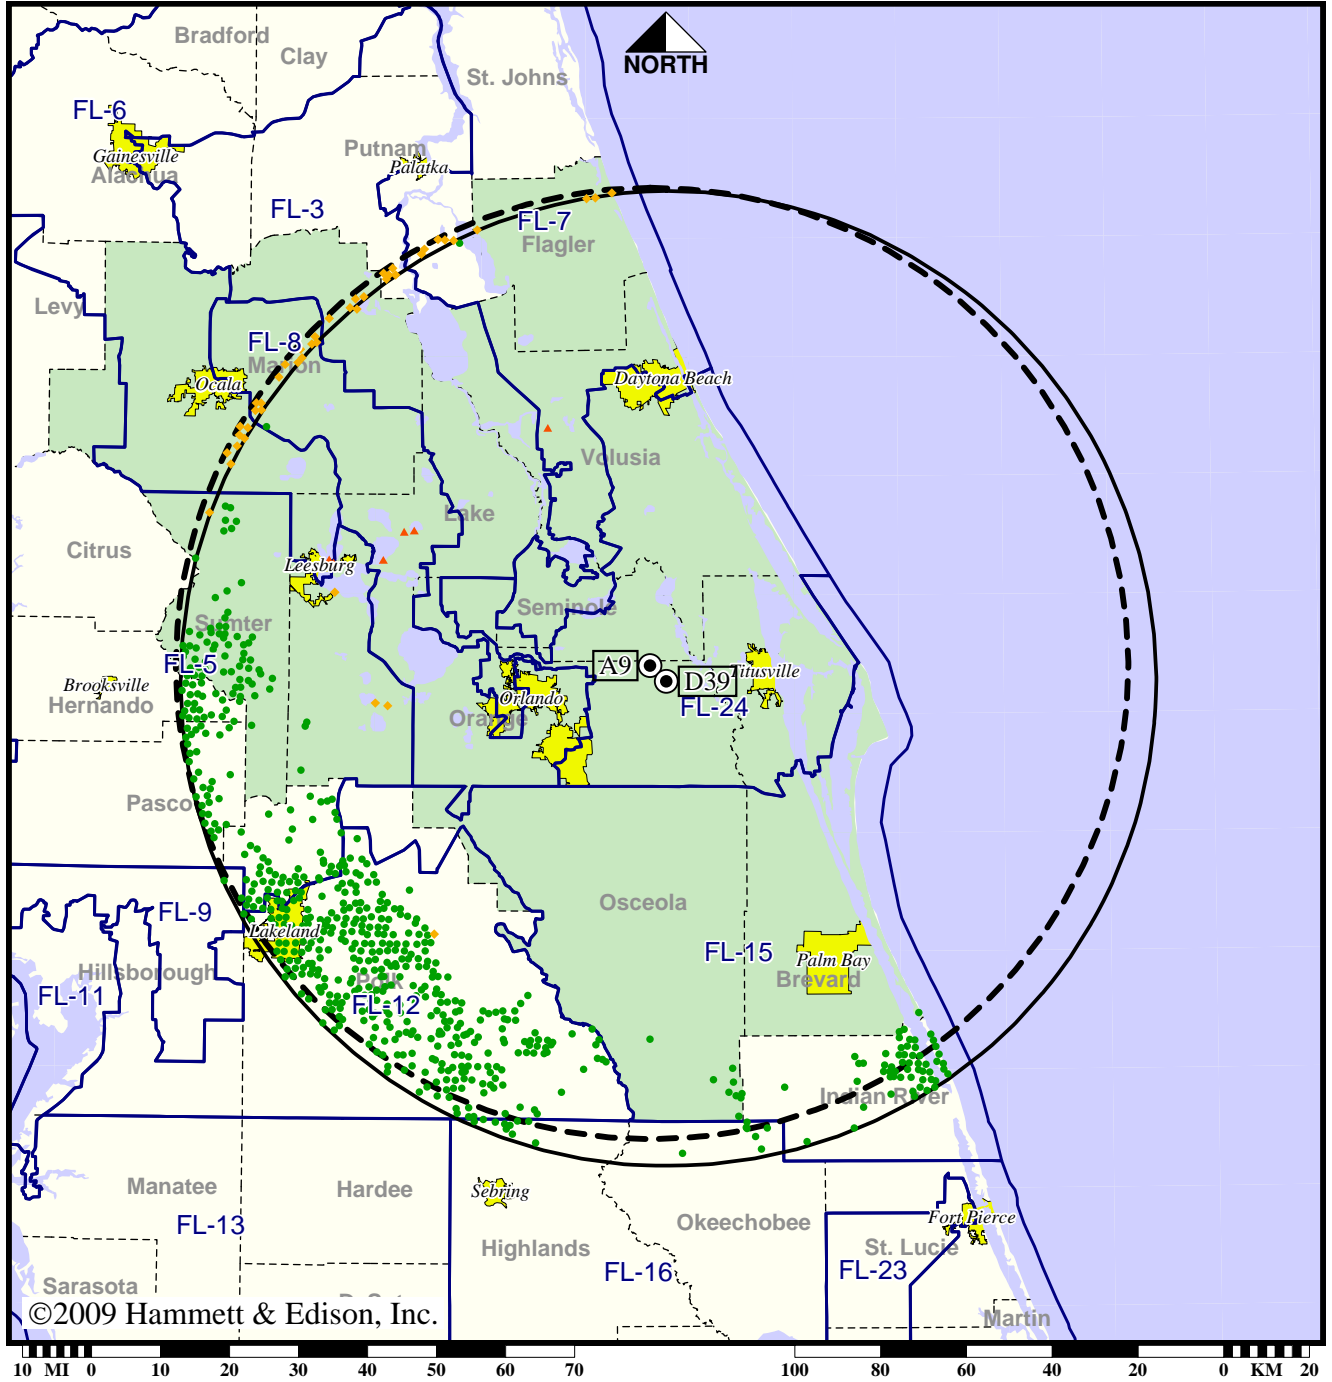 Bradford
Clay
NORTH
St. Johns
FL-6
Putnam
Gainesville
Palatka
Alachua
FL-3
FL-7
Flagler
Levy
FL-8
Marion
Ocala
Daytona Beach
Volusia
Lake
Citrus
Leesburg
Seminole
Sumter
FL-5
A9
D39
Titusville
Brooksville
Hernando
Orlando
Orange
FL-24
Pasco
Osceola
FL-9
Lakeland
FL-15
Palm Bay
Hillsborough
Polk
Brevard
FL-11
FL-12
Indian River
Manatee
Hardee
Sebring
FL-13
Okeechobee
Fort Pierce
Highlands
St. Lucie
FL-16
FL-23
Sarasota
©2009 Hammett & Edison, Inc.
Martin
10 MI 0 10 20 30 40 50 60 70 100 80 60 40 20 0 KM 20